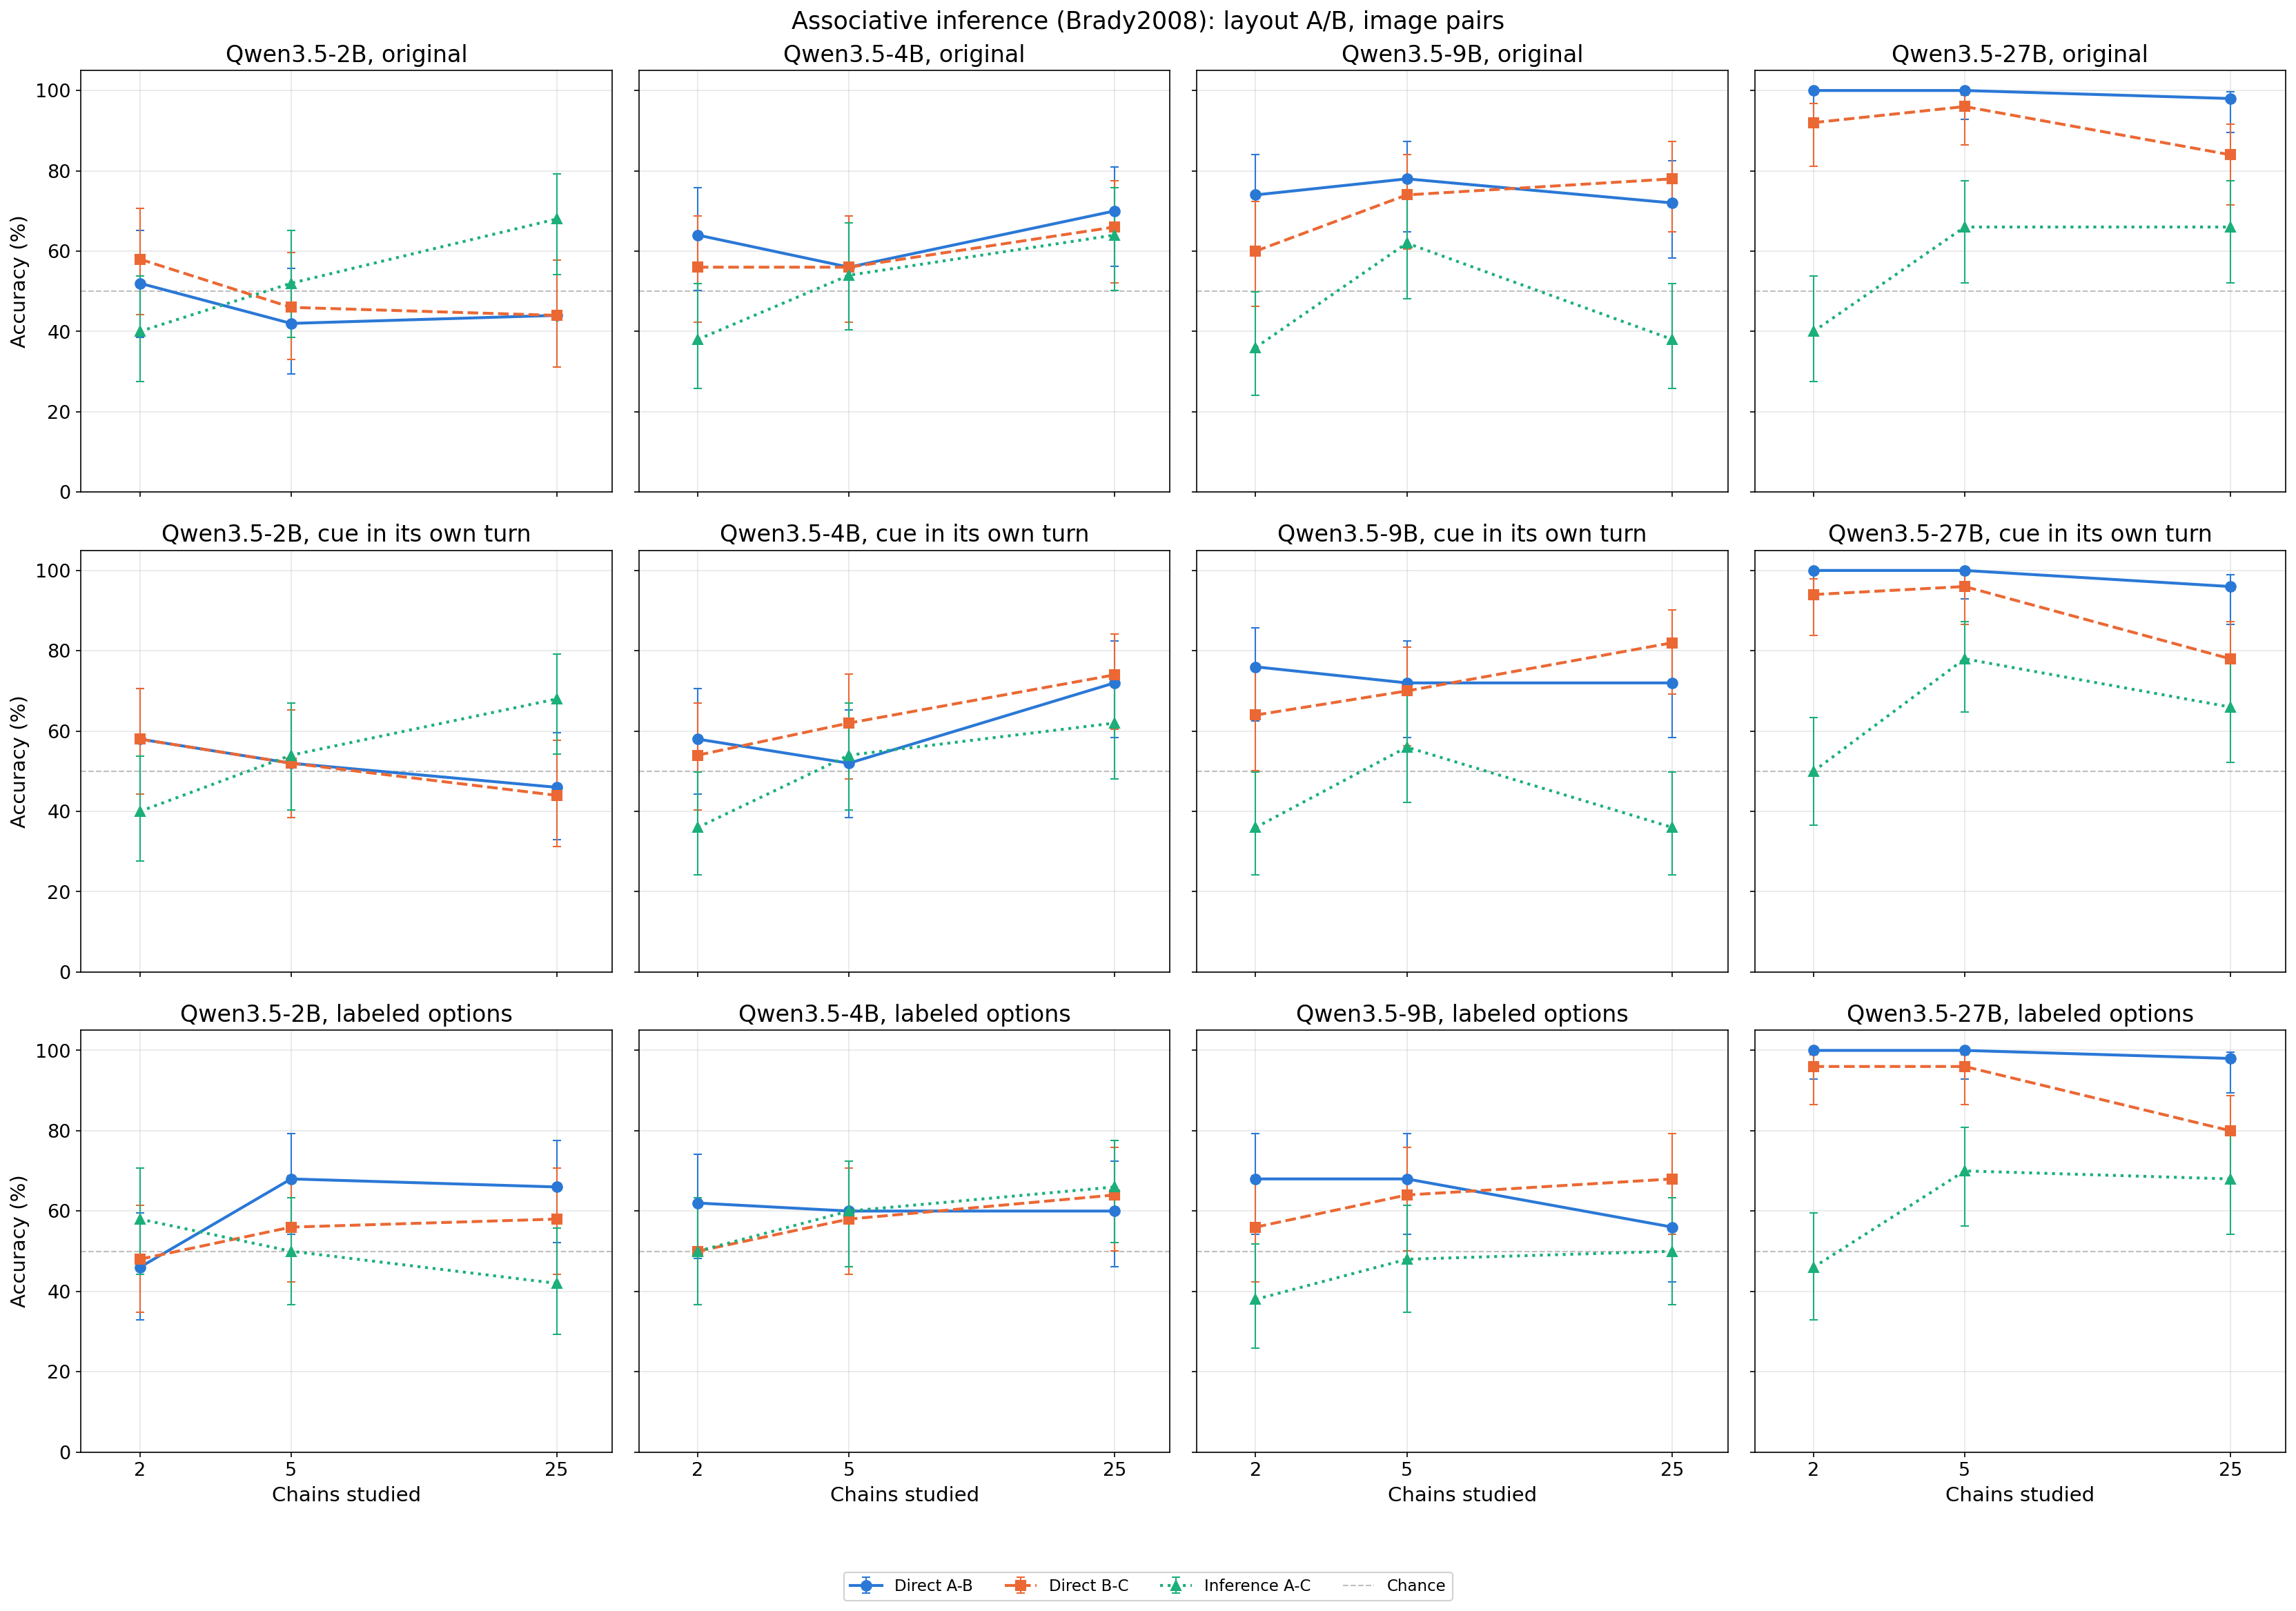 Associative inference (Brady2008): layout A/B, image pairs
Qwen3.5-2B, original
Qwen3.5-4B, original
Qwen3.5-9B, original
Qwen3.5-27B, original
Accuracy (%)
100
80
60
40
20
0
Qwen3.5-2B, cue in its own turn
Qwen3.5-4B, cue in its own turn
Qwen3.5-9B, cue in its own turn
Qwen3.5-27B, cue in its own turn
Accuracy (%)
100
80
60
40
20
0
Qwen3.5-2B, labeled options
Qwen3.5-4B, labeled options
Qwen3.5-9B, labeled options
Qwen3.5-27B, labeled options
Accuracy (%)
100
80
60
40
20
0
2 5 25
2 5 25
2 5 25
2 5 25
Chains studied
Chains studied
Chains studied
Chains studied
Direct A-B
Direct B-C
Inference A-C
Chance